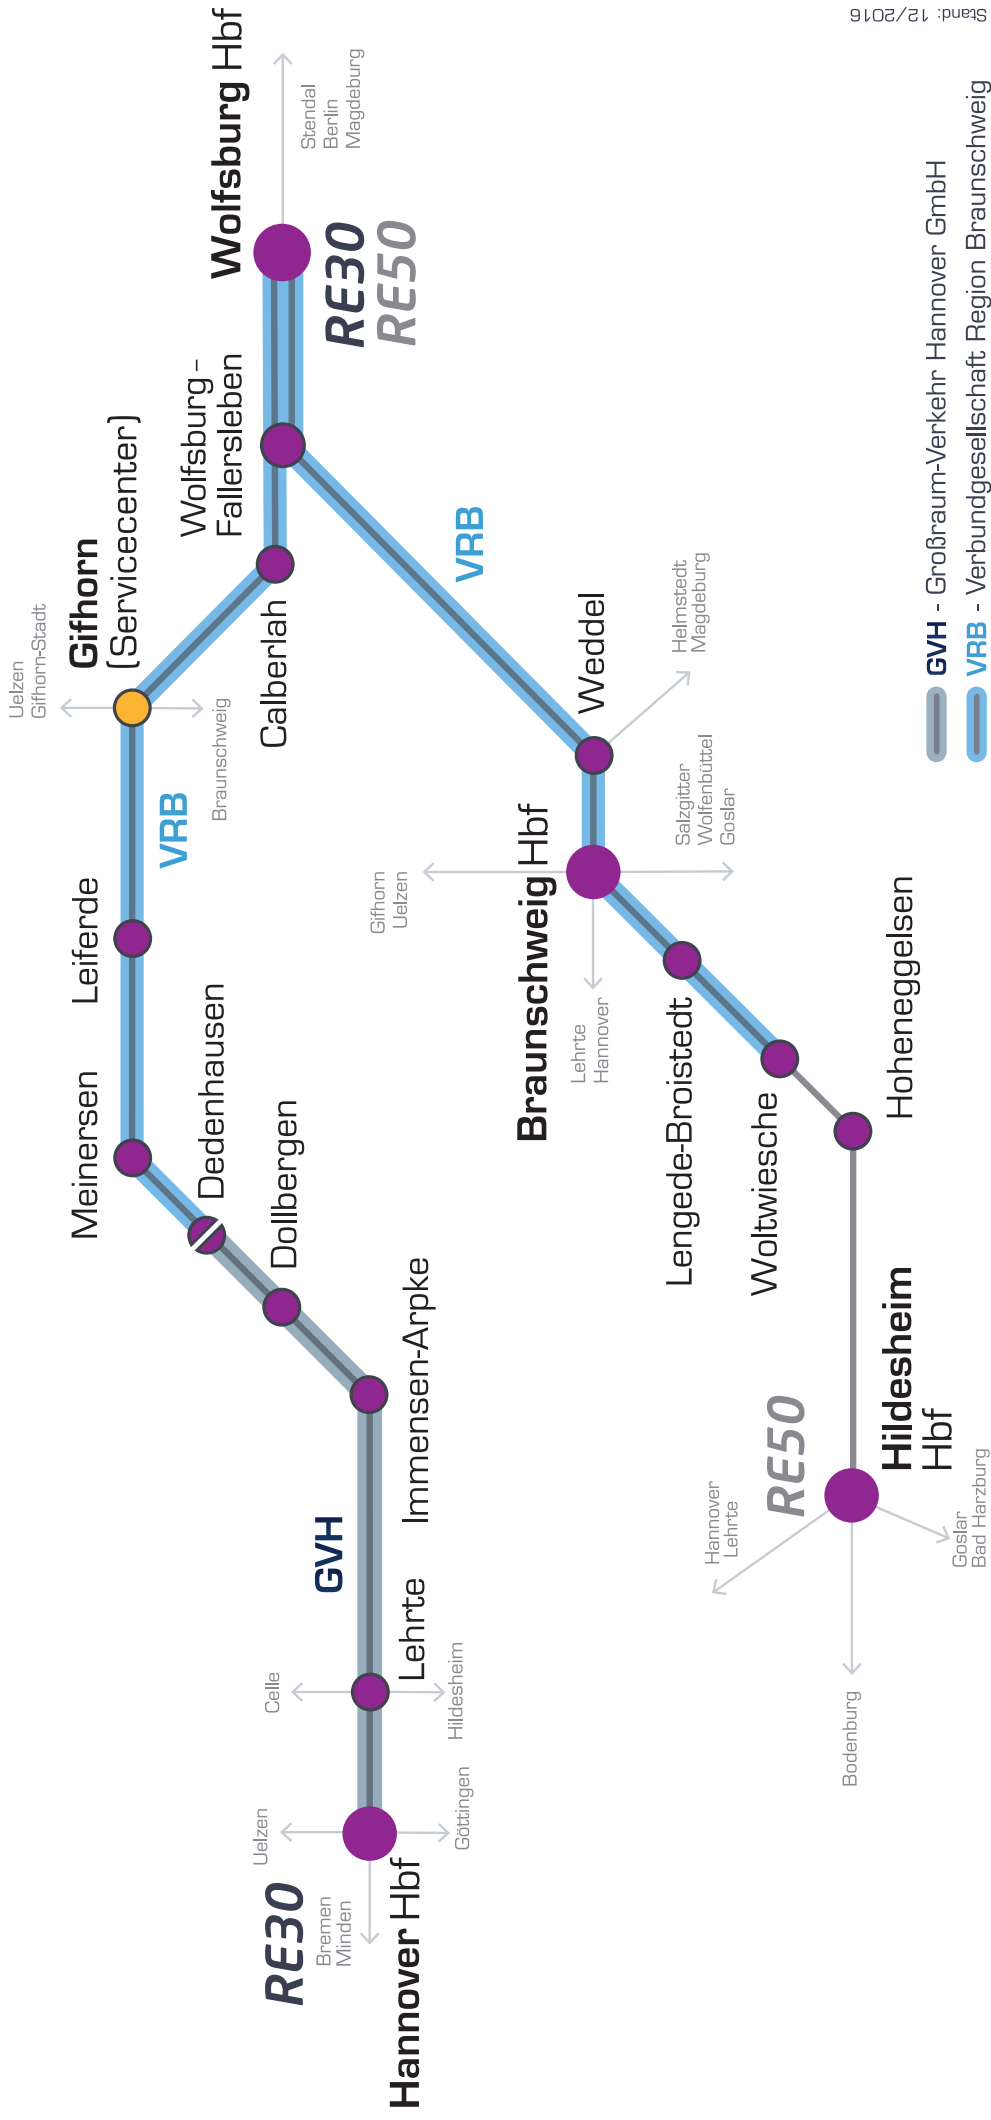 Stand: 12/2016
Uelzen
Gifhorn-Stadt
Gifhorn
(Servicecenter)
Braunschweig
Meinersen
Leiferde
VRB
Dedenhausen
Dollbergen
Immensen-Arpke
Calberlah
Wolfsburg –
Fallersleben
Wolfsburg Hbf
Stendal
Berlin
Magdeburg
RE30
RE50
RE30
Uelzen
Bremen
Minden
Hannover Hbf
Göttingen
Celle
Lehrte
Hildesheim
GVH
VRB
Gifhorn
Uelzen
Braunschweig Hbf
Lehrte
Hannover
Weddel
Helmstedt
Magdeburg
Salzgitter
Wolfenbüttel
Goslar
Lengede-Broistedt
Woltwiesche
Hoheneggelsen
Hannover
Lehrte
RE50
Hildesheim
Hbf
Goslar
Bad Harzburg
Bodenburg
GVH - Großraum-Verkehr Hannover GmbH
VRB - Verbundgesellschaft Region Braunschweig